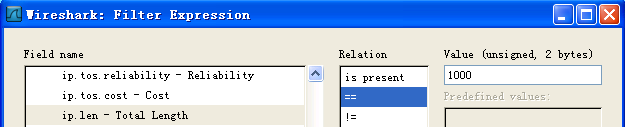 Wireshark: Filter Expression
Field name
Relation
Value (unsigned, 2 bytes)
ip.tos.reliability - Reliability
is present
1000
ip.tos.cost - Cost
==
Predefined values:
ip.len - Total Length
!=